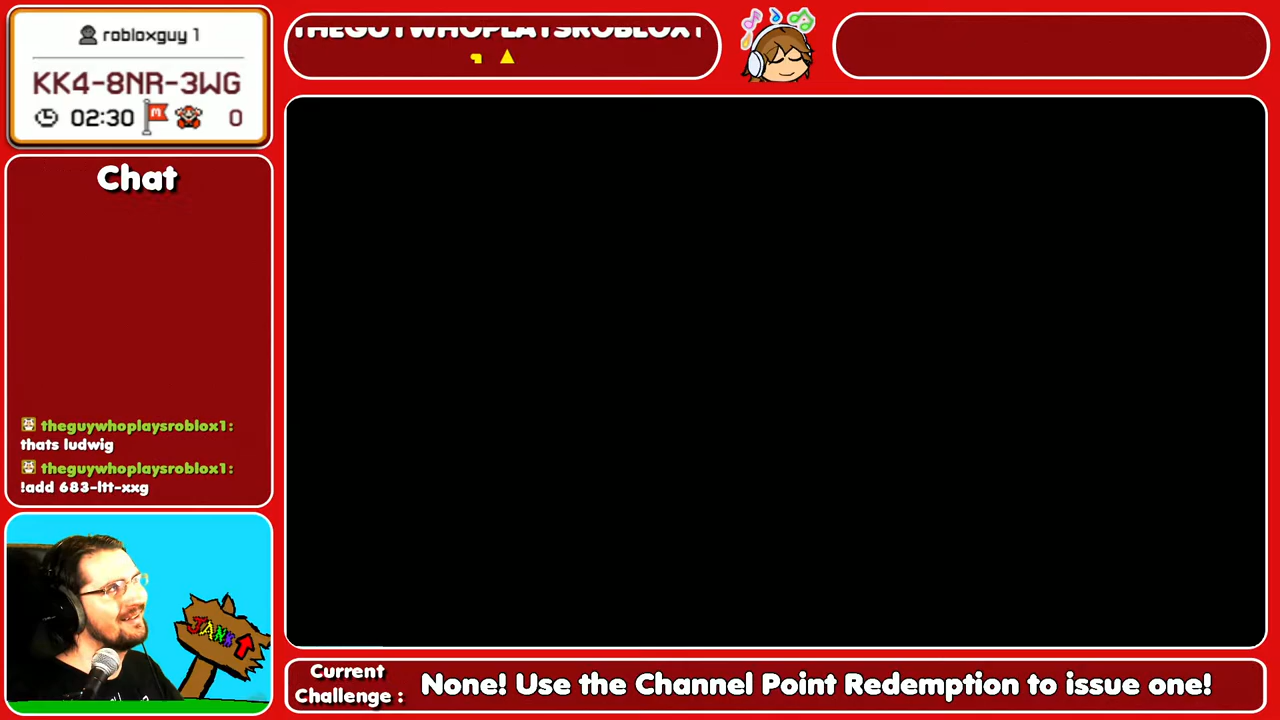 robloxguy 1
KK4-8NR-3WG
02:30 M 0
THEGUYWHOPLAYSROBLOX1
Chat
theguywhoplaysroblox1:
thats ludwig
theguywhoplaysroblox1:
!add 683-ltt-xxg
JANK
Current
Challenge :
None! Use the Channel Point Redemption to issue one!